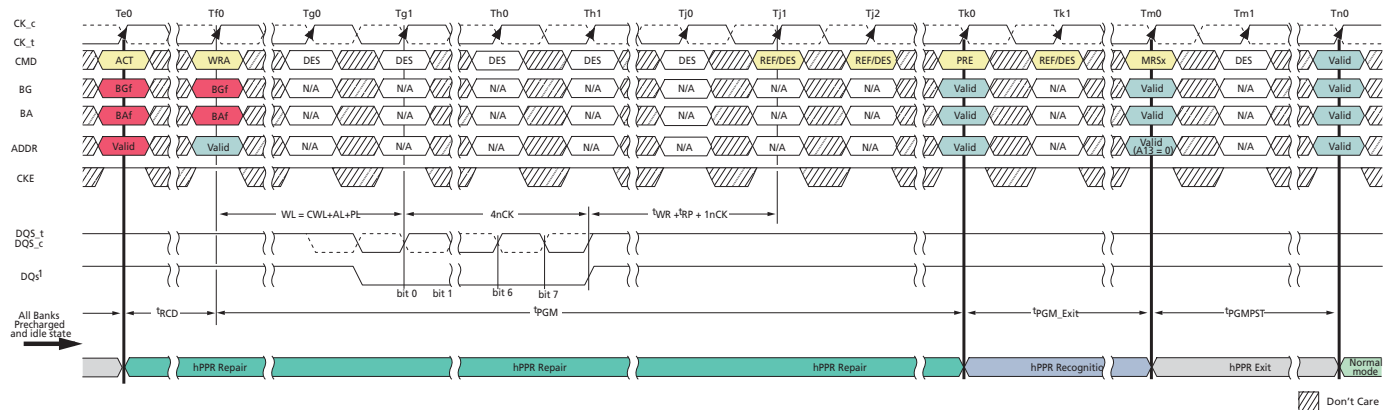 Te0 Tf0 Tg0 Tg1 Th0 Th1 Tj0 Tj1 Tj2 Tk0 Tk1 Tm0 Tm1 Tn0
CK_c
CK_t
CMD ACT WRA DES DES DES DES DES REF/DES REF/DES PRE REF/DES MRSx DES Valid
BG BGf BGf N/A N/A N/A N/A N/A N/A N/A Valid N/A Valid N/A Valid
BA BAf BAf N/A N/A N/A N/A N/A N/A N/A Valid N/A Valid N/A Valid
ADDR Valid Valid N/A N/A N/A N/A N/A N/A N/A Valid N/A Valid (A13 = 0) N/A Valid
CKE
WL = CWL+AL+PL 4nCK tWR +tRP + 1nCK
DQS_t
DQS_c
DQs1
bit 0 bit 1 bit 6 bit 7
All Banks
Precharged
and idle state
tRCD tPGM tPGM_Exit tPGMPST
hPPR Repair hPPR Repair hPPR Repair hPPR Recognitio hPPR Exit Normal
mode
Don't Care